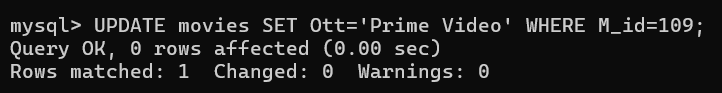 mysql> UPDATE movies SET Ott='Prime Video' WHERE M_id=109;
Query OK, 0 rows affected (0.00 sec)
Rows matched: 1  Changed: 0  Warnings: 0